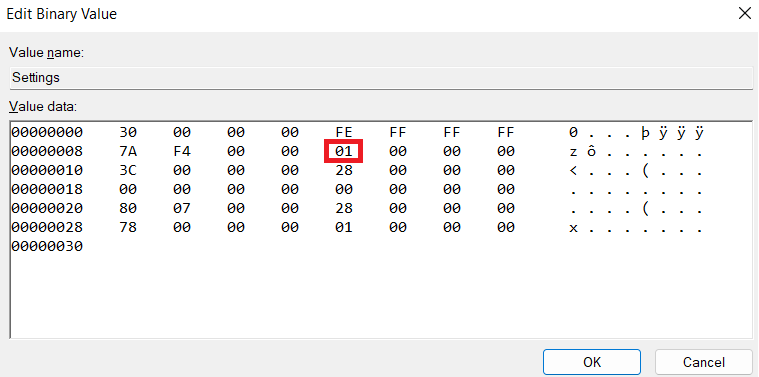 Edit Binary Value
Value name:
Settings
Value data:
00000000 30 00 00 00 FE FF FF FF 0 . . . þ ÿ ÿ ÿ
00000008 7A F4 00 00 01 00 00 00 z ô . . . . . .
00000010 3C 00 00 00 28 00 00 00 < . . . ( . . .
00000018 00 00 00 00 00 00 00 00 . . . . . . . .
00000020 80 07 00 00 28 00 00 00 . . . . ( . . .
00000028 78 00 00 00 01 00 00 00 x . . . . . . .
00000030
OK Cancel